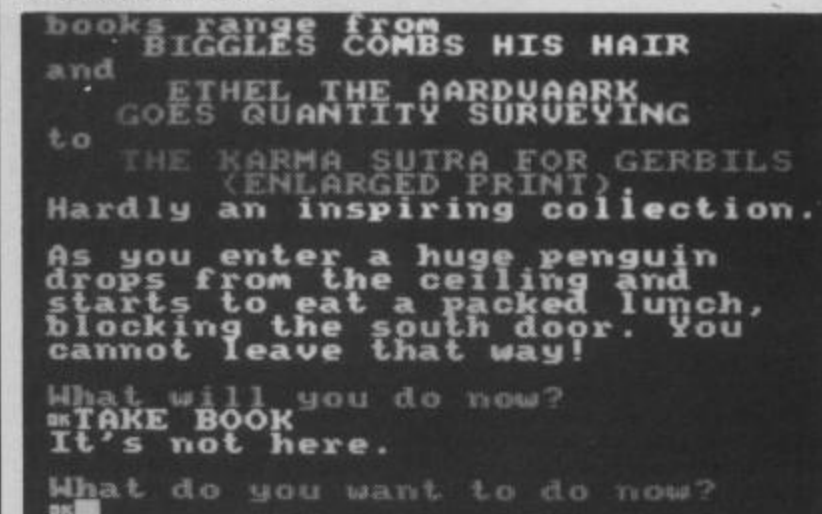 books range from
BIGGLES COMBS HIS HAIR
and
ETHEL THE AARDVAARK
GOES QUANTITY SURVEYING
to
THE KARMA SUTRA FOR GERBILS
(ENLARGED PRINT).
Hardly an inspiring collection.
As you enter a huge penguin
drops from the ceiling and
starts to eat a packed lunch,
blocking the south door. You
cannot leave that way!
What will you do now?
OK TAKE BOOK
It's not here.
What do you want to do now?
OK